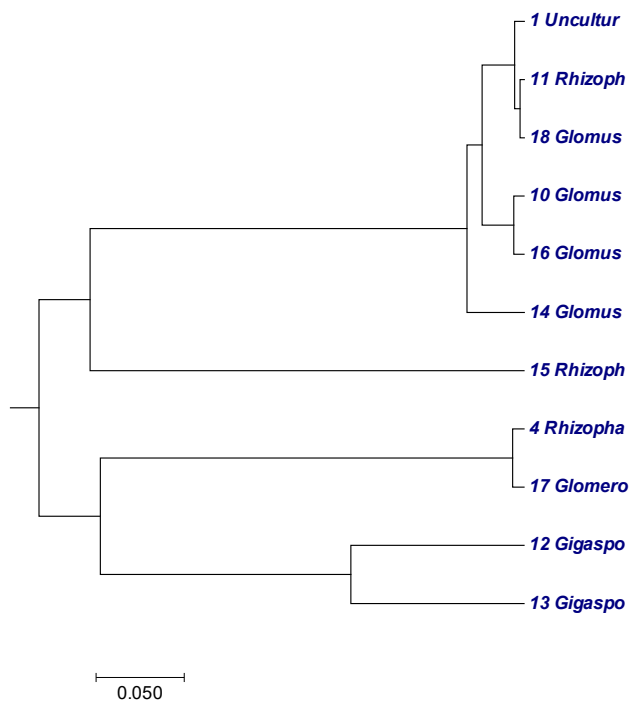 1 Uncultur
11 Rhizoph
18 Glomus
10 Glomus
16 Glomus
14 Glomus
15 Rhizoph
4 Rhizopha
17 Glomero
12 Gigaspo
13 Gigaspo
0.050